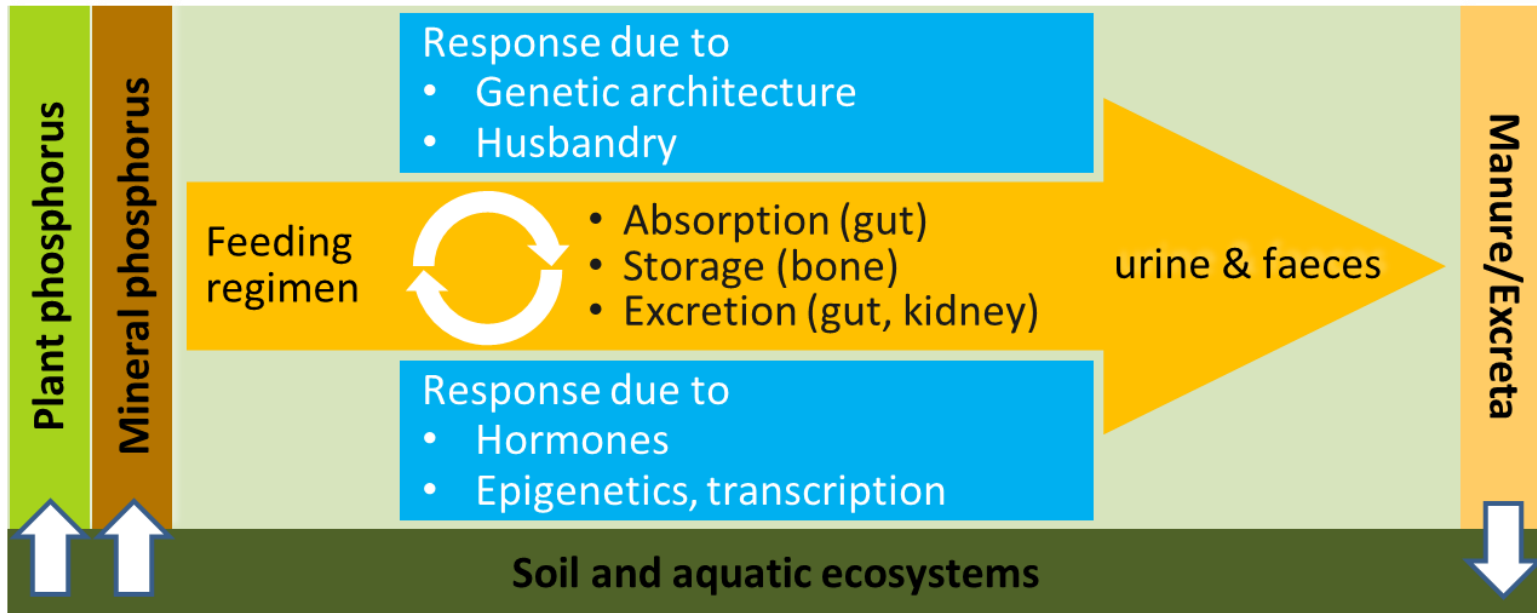 Plant phosphorus
Mineral phosphorus
Response due to
• Genetic architecture
• Husbandry
Feeding
regimen
• Absorption (gut)
• Storage (bone)
• Excretion (gut, kidney)
urine & faeces
Response due to
• Hormones
• Epigenetics, transcription
Manure/Excreta
Soil and aquatic ecosystems